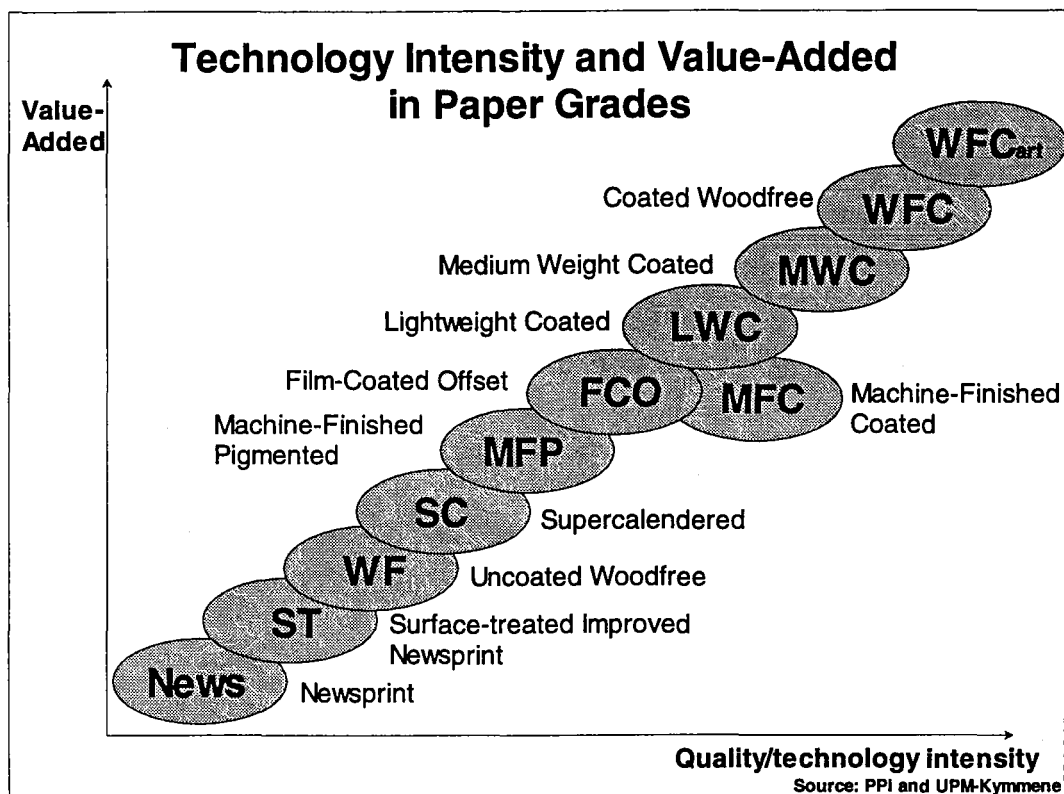 Technology Intensity and Value-Added
in Paper Grades
Value-
Added
WFCart
Coated Woodfree
WFC
Medium Weight Coated
MWC
Lightweight Coated
LWC
Film-Coated Offset
FCO
MFC
Machine-Finished
Coated
Machine-Finished
Pigmented
MFP
SC
Supercalendered
WF
Uncoated Woodfree
ST
Surface-treated Improved
Newsprint
News
Newsprint
Quality/technology intensity
Source: PPI and UPM-Kymmene